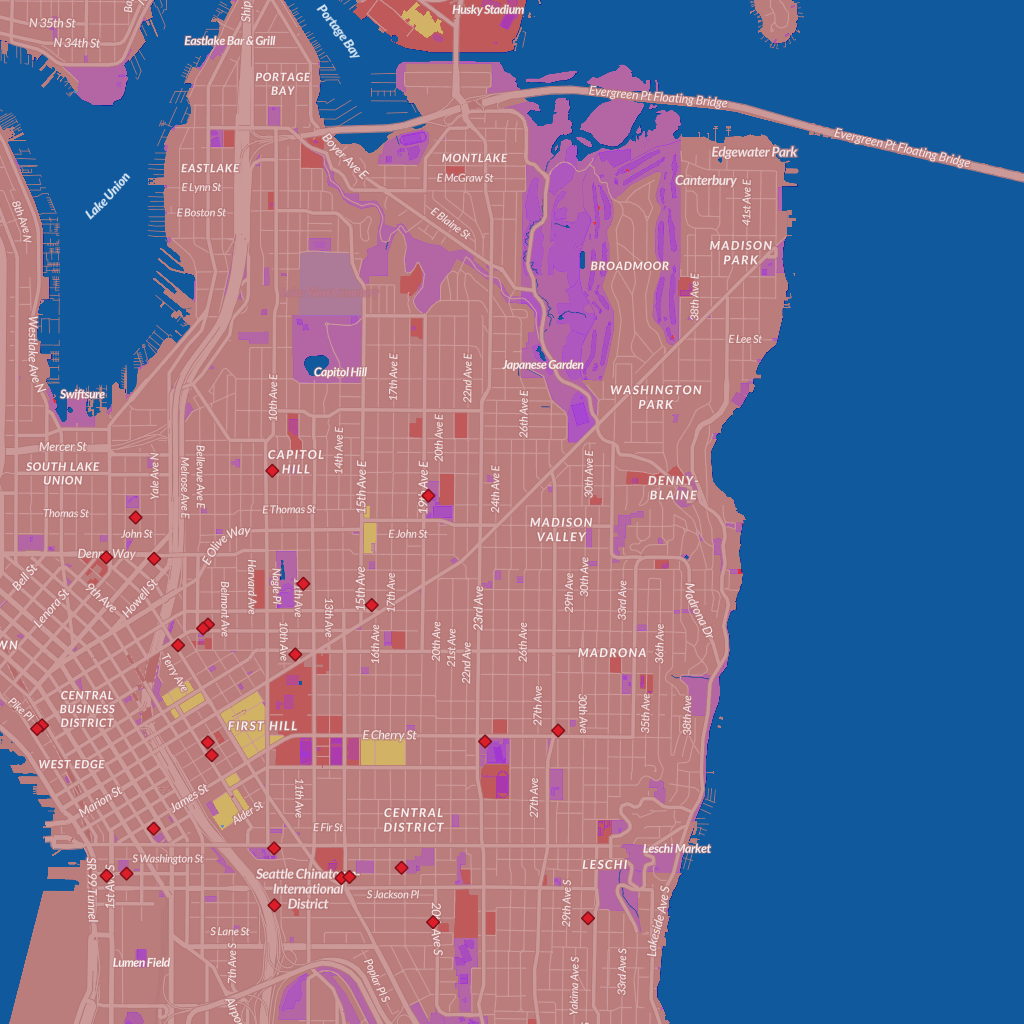 Husky Stadium
Ship
N 35th St
N 34th St
Portage Bay
Eastlake Bar & Grill
PORTAGE
BAY
Evergreen Pt Floating Bridge
Evergreen Pt Floating Bridge
Boyer Ave E
Edgewater Park
MONTLAKE
EASTLAKE
E McGraw St
Canterbury
E Lynn St
Lake Union
41st Ave E
E Boston St
8th Ave N
E Blaine St
MADISON
PARK
BROADMOOR
38th Ave E
Westlake Ave N
E Lee St
Japanese Garden
Capitol Hill
17th Ave E
22nd Ave E
Swiftsure
10th Ave E
WASHINGTON
PARK
26th Ave E
20th Ave E
14th Ave E
Mercer St
CAPITOL
HILL
SOUTH LAKE
UNION
Yale Ave N
Melrose Ave E
Bellevue Ave E
15th Ave E
19th Ave E
24th Ave E
30th Ave E
DENNY-
BLAINE
Thomas St
E Thomas St
MADISON
VALLEY
John St
E Olive Way
E John St
Denny Way
Bell St
9th Ave
Howell St
Lenora St
Belmont Ave
Harvard Ave
Nagle Pl
11th Ave
13th Ave
15th Ave
17th Ave
23rd Ave
29th Ave
30th Ave
33rd Ave
Madrona Dr
10th Ave
16th Ave
20th Ave
21st Ave
22nd Ave
26th Ave
36th Ave
WN
MADRONA
Terry Ave
CENTRAL
BUSINESS
DISTRICT
Pike Pl
FIRST HILL
27th Ave
30th Ave
35th Ave
38th Ave
E Cherry St
WEST EDGE
Marion St
James St
Alder St
11th Ave
27th Ave
CENTRAL
DISTRICT
E Fir St
Leschi Market
S Washington St
LESCHI
SR 99 Tunnel
1st Ave S
Seattle Chinatown
International
District
S Jackson Pl
29th Ave S
Lakeside Ave S
20th Ave S
S Lane St
Lumen Field
7th Ave S
Poplar Pl S
Yakima Ave S
33rd Ave S